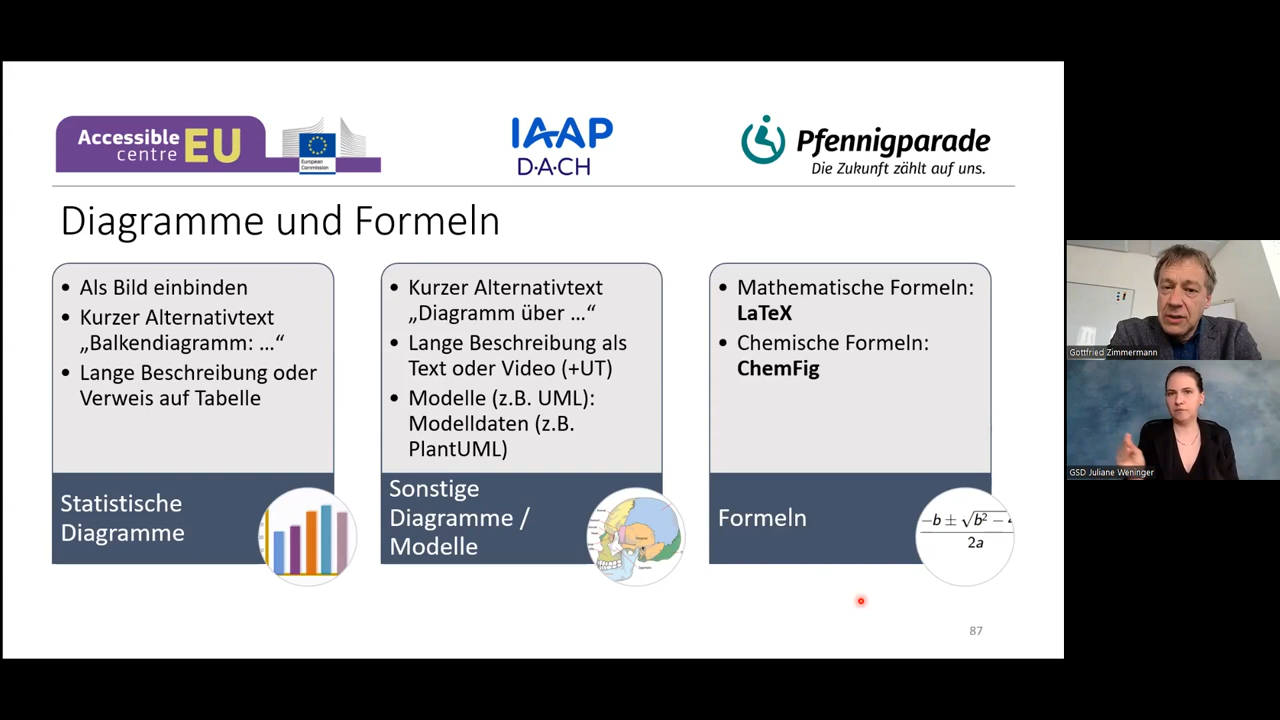 Accessible
centre EU
European
Commission
IAAP
D·A·CH
Pfennigparade
Die Zukunft zählt auf uns.
Diagramme und Formeln
• Als Bild einbinden
• Kurzer Alternativtext
„Balkendiagramm: …“
• Lange Beschreibung oder
Verweis auf Tabelle
Statistische
Diagramme
• Kurzer Alternativtext
„Diagramm über …“
• Lange Beschreibung als
Text oder Video (+UT)
• Modelle (z.B. UML):
Modelldaten (z.B.
PlantUML)
Sonstige
Diagramme /
Modelle
• Mathematische Formeln:
LaTeX
• Chemische Formeln:
ChemFig
Formeln
−b ± √b² −
2a
87
Gottfried Zimmermann
GSD Juliane Weninger